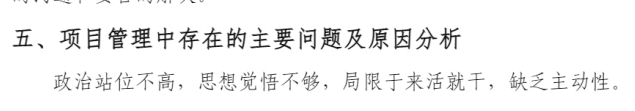 五、项目管理中存在的主要问题及原因分析
政治站位不高，思想觉悟不够，局限于来活就干，缺乏主动性。